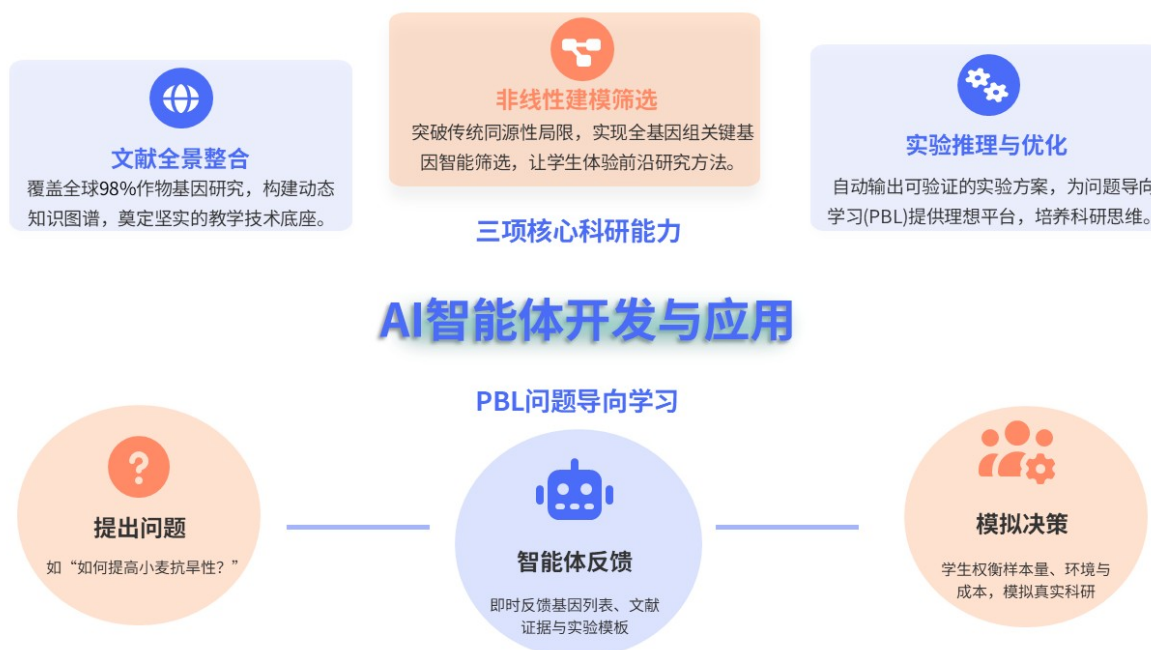 文献全景整合
覆盖全球98%作物基因研究，构建动态
知识图谱，奠定坚实的教学技术底座。
非线性建模筛选
突破传统同源性局限，实现全基因组关键基
因智能筛选，让学生体验前沿研究方法。
实验推理与优化
自动输出可验证的实验方案，为问题导向
学习(PBL)提供理想平台，培养科研思维。
三项核心科研能力
AI智能体开发与应用
PBL问题导向学习
提出问题
如“如何提高小麦抗旱性？”
智能体反馈
即时反馈基因列表、文献
证据与实验模板
模拟决策
学生权衡样本量、环境与
成本，模拟真实科研